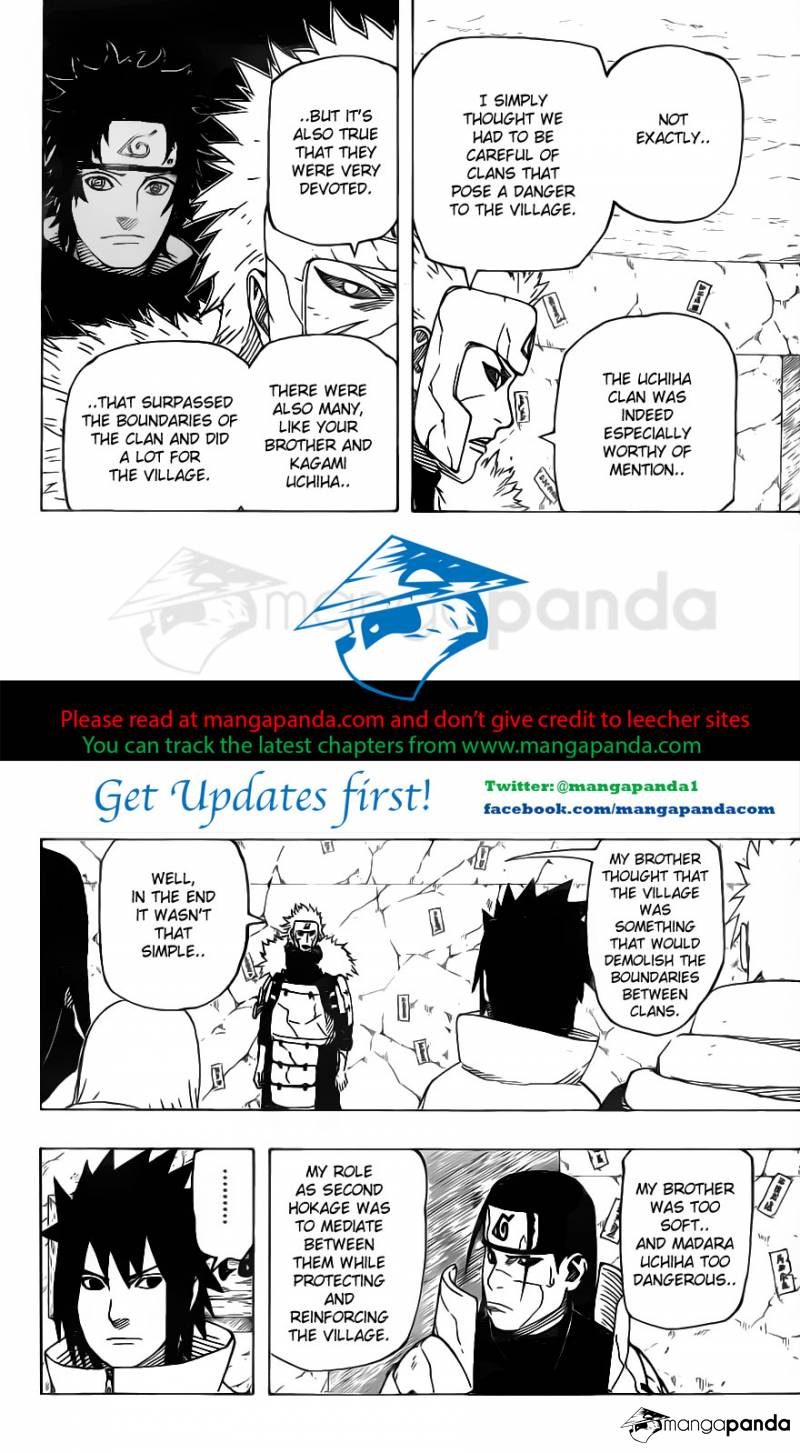 NOT
EXACTLY..
I SIMPLY
THOUGHT WE
HAD TO BE
CAREFUL OF
CLANS THAT
POSE A DANGER
TO THE VILLAGE.
THE UCHIHA
CLAN WAS
INDEED
ESPECIALLY
WORTHY OF
MENTION..
..BUT IT'S
ALSO TRUE
THAT THEY
WERE VERY
DEVOTED.
THERE WERE
ALSO MANY,
LIKE YOUR
BROTHER AND
KAGAMI
UCHIHA..
..THAT SURPASSED
THE BOUNDARIES OF
THE CLAN AND DID
A LOT FOR
THE VILLAGE.
mangapanda
Please read at mangapanda.com and don't give credit to leecher sites
You can track the latest chapters from www.mangapanda.com
Get Updates first!
Twitter: @mangapanda1
facebook.com/mangapandacom
MY BROTHER
THOUGHT THAT
THE VILLAGE
WAS
SOMETHING
THAT WOULD
DEMOLISH THE
BOUNDARIES
BETWEEN
CLANS.
WELL,
IN THE END
IT WASN'T
THAT
SIMPLE..
MY BROTHER
WAS TOO
SOFT..
AND MADARA
UCHIHA TOO
DANGEROUS..
MY ROLE
AS SECOND
HOKAGE WAS
TO MEDIATE
BETWEEN
THEM WHILE
PROTECTING
AND
REINFORCING
THE VILLAGE.
.........
mangapanda